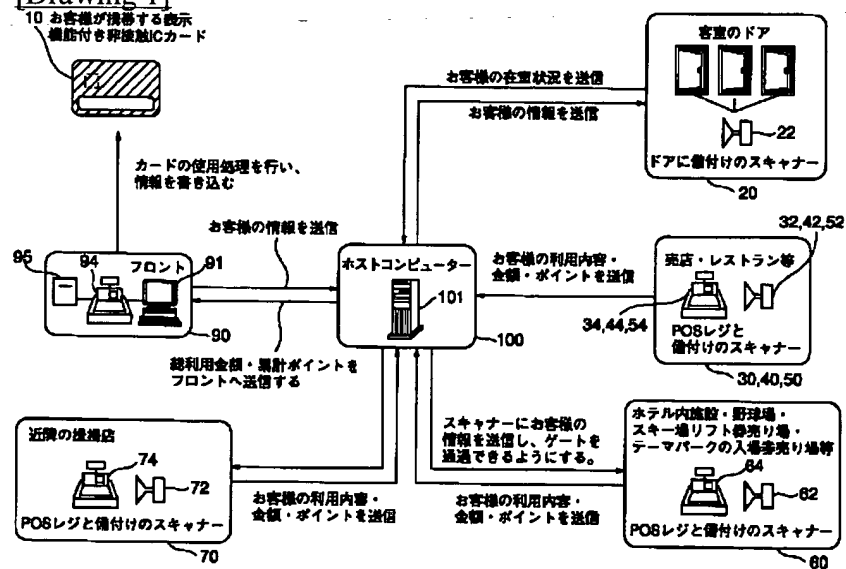 [Drawing 1]
10 お客様が携帯する表示
機能付き非接触ICカード
客室のドア
お客様の在室状況を送信
お客様の情報を送信
22
ドアに備付けのスキャナー
20
カードの使用処理を行い、
情報を書き込む
お客様の情報を送信
95
94
フロント
91
90
ホストコンピューター
101
100
お客様の利用内容・
金額・ポイントを送信
32,42,52
売店・レストラン等
34,44,54
POSレジと
備付けのスキャナー
30,40,50
総利用金額・累計ポイントを
フロントへ送信する
近隣の提携店
74
72
POSレジと備付けのスキャナー
70
お客様の利用内容・
金額・ポイントを送信
スキャナーにお客様の
情報を送信し、ゲートを
通過できるようにする。
お客様の利用内容・
金額・ポイントを送信
ホテル内施設・野球場・
スキー場リフト券売り場・
テーマパークの入場券売り場等
64
62
POSレジと備付けのスキャナー
60